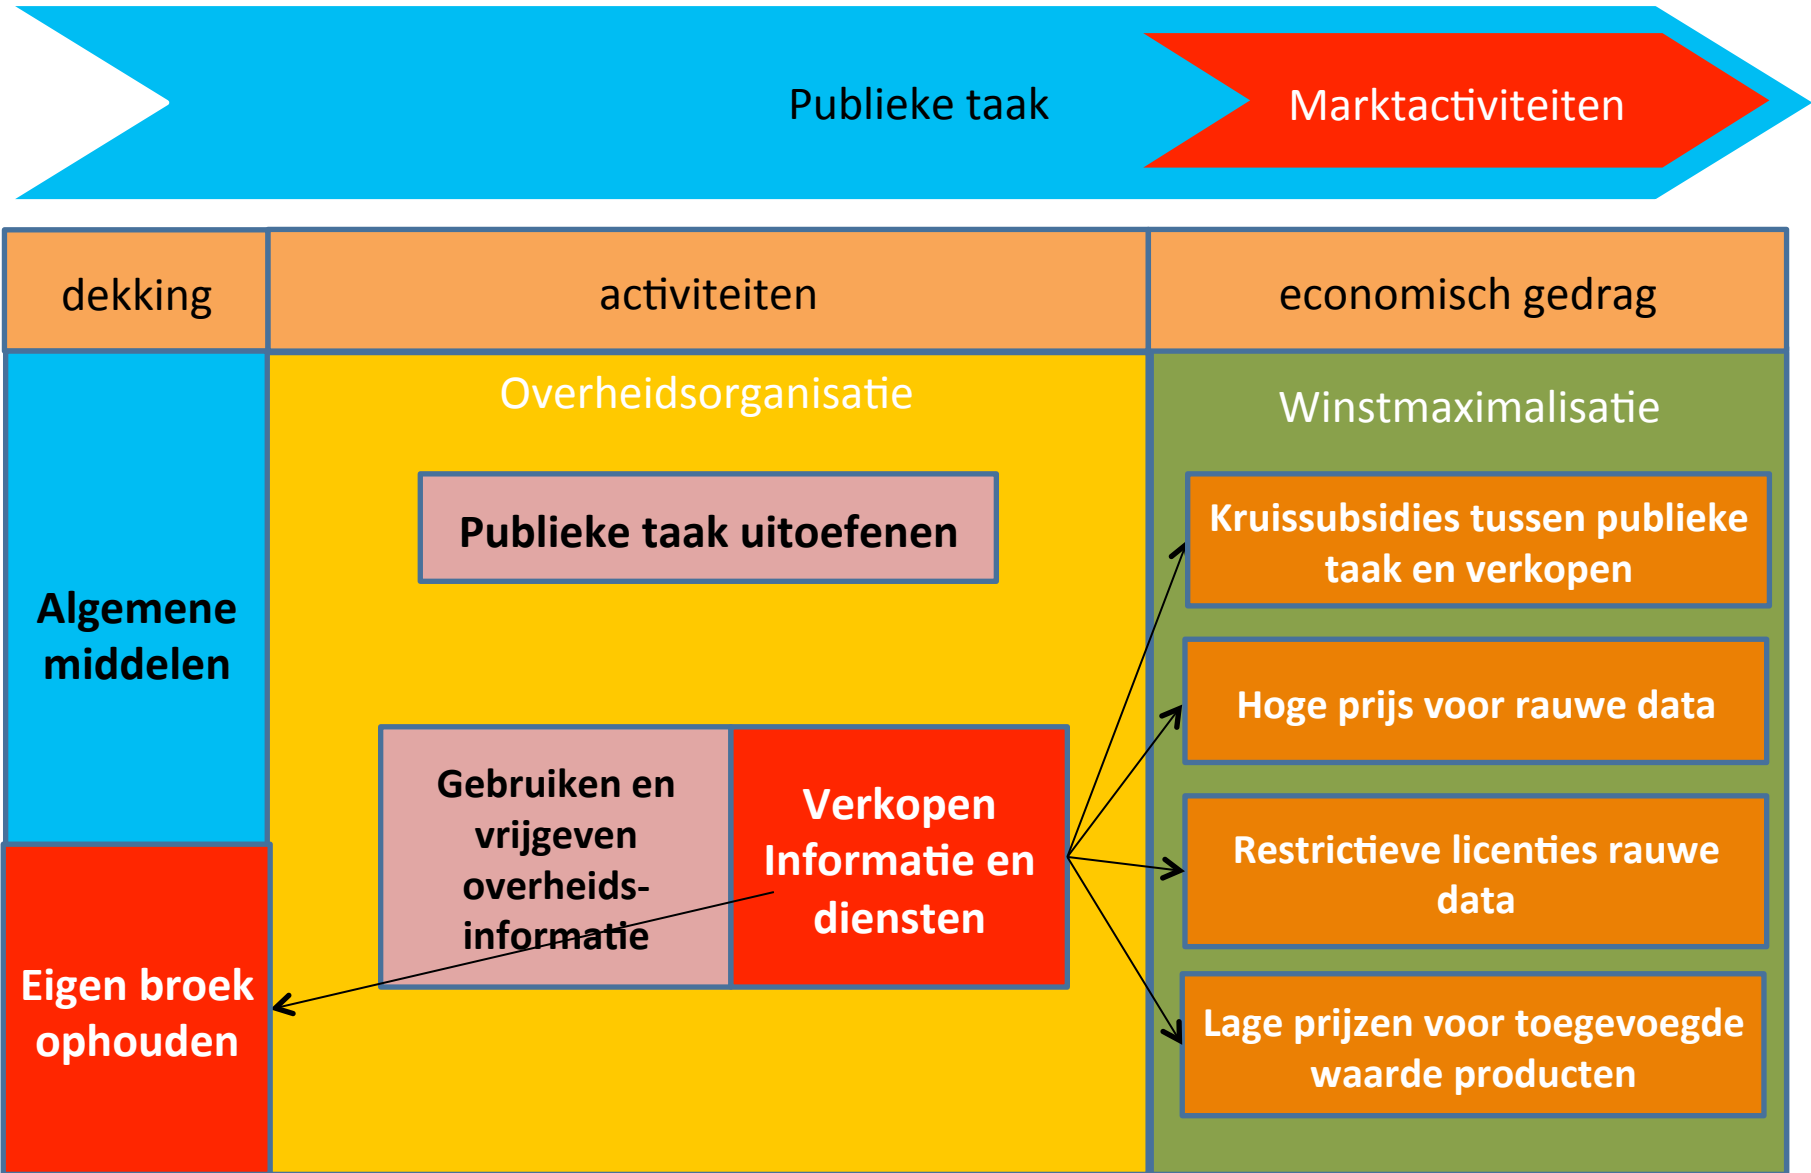 Publieke taak
Marktactiviteiten
dekking
activiteiten
economisch gedrag
Algemene
middelen
Eigen broek
ophouden
Overheidsorganisatie
Publieke taak uitoefenen
Gebruiken en
vrijgeven
overheids-
informatie
Verkopen
Informatie en
diensten
Winstmaximalisatie
Kruissubsidies tussen publieke
taak en verkopen
Hoge prijs voor rauwe data
Restrictieve licenties rauwe
data
Lage prijzen voor toegevoegde
waarde producten